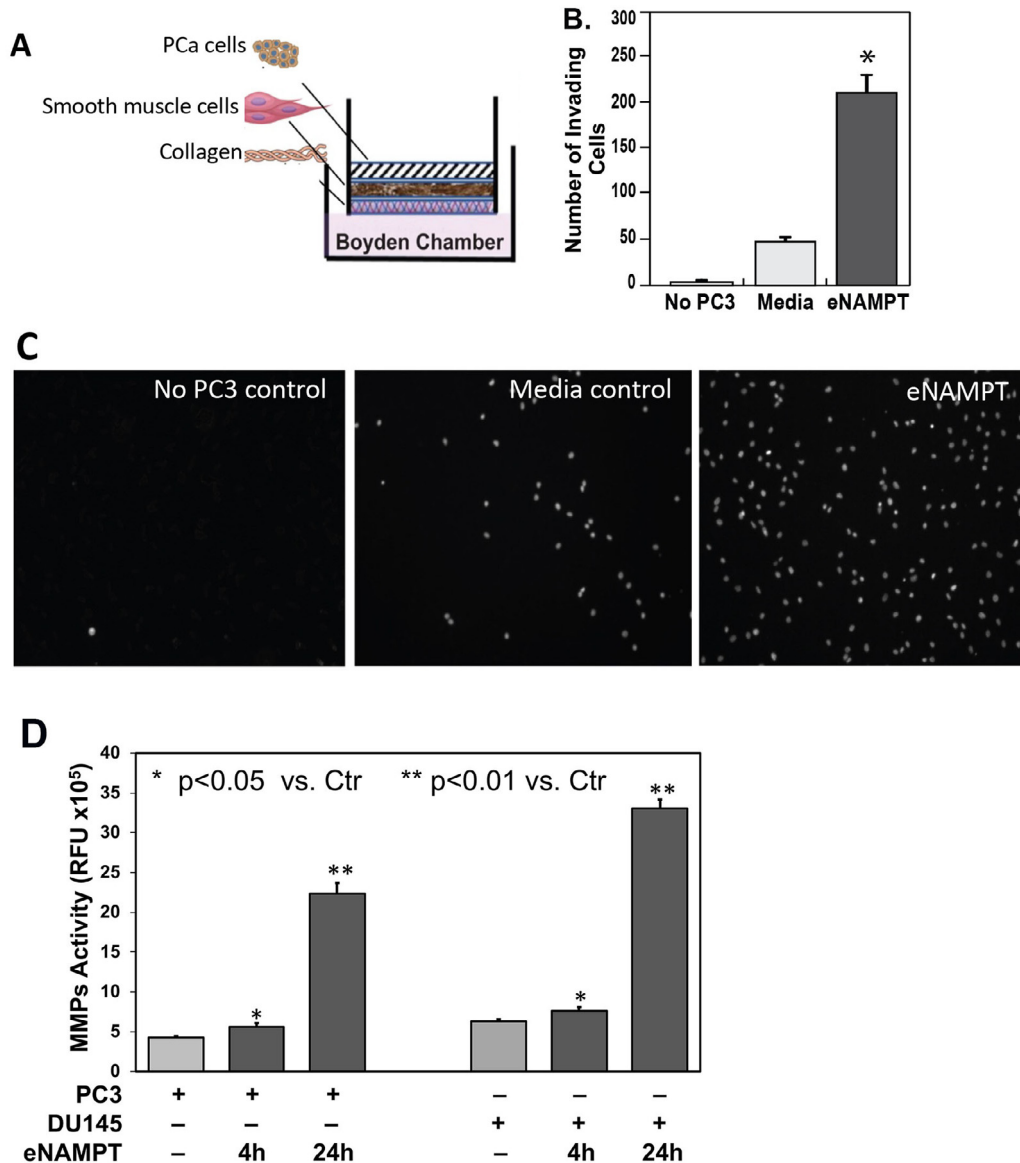 A
PCa cells
Smooth muscle cells
Collagen
Boyden Chamber
B.
Number of Invading
Cells
300
250
200
150
100
50
0
*
No PC3 Media eNAMPT
C
No PC3 control
Media control
eNAMPT
D
MMPs Activity (RFU x10⁵)
40
35
30
25
20
15
10
5
0
* p<0.05 vs. Ctr ** p<0.01 vs. Ctr
* ** * **
PC3 + + + – – –
DU145 – – – + + +
eNAMPT – 4h 24h – 4h 24h